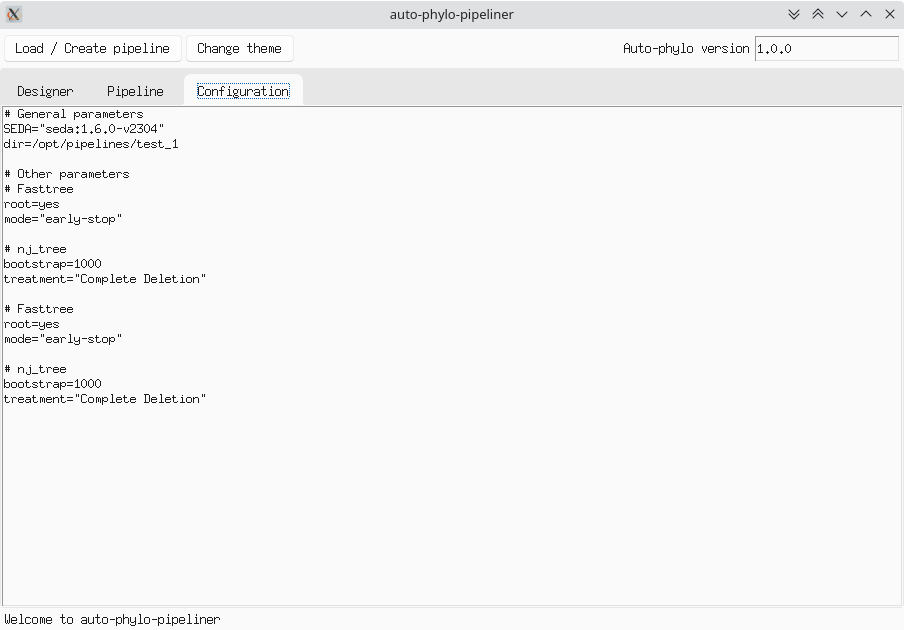 auto-phylo-pipeliner
Load / Create pipeline
Change theme
Auto-phylo version 1.0.0
Designer
Pipeline
Configuration
# General parameters
SEDA="seda:1.6.0-v2304"
dir=/opt/pipelines/test_1
# Other parameters
# Fasttree
root=yes
mode="early-stop"
# nj_tree
bootstrap=1000
treatment="Complete Deletion"
# Fasttree
root=yes
mode="early-stop"
# nj_tree
bootstrap=1000
treatment="Complete Deletion"
Welcome to auto-phylo-pipeliner